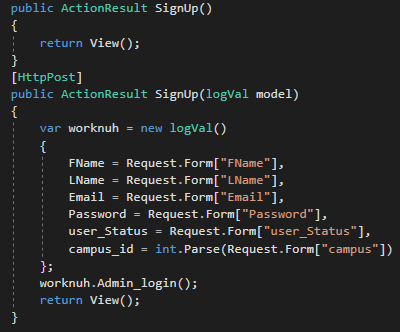 public ActionResult SignUp()
{
    return View();
}
[HttpPost]
public ActionResult SignUp(logVal model)
{
    var worknuh = new logVal()
    {
        FName = Request.Form["FName"],
        LName = Request.Form["LName"],
        Email = Request.Form["Email"],
        Password = Request.Form["Password"],
        user_Status = Request.Form["user_Status"],
        campus_id = int.Parse(Request.Form["campus"])
    };
    worknuh.Admin_login();
    return View();
}